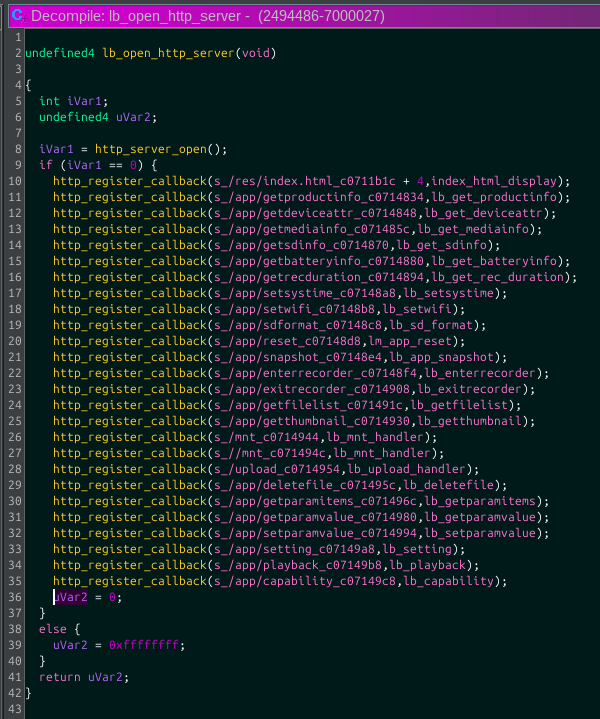 Decompile: lb_open_http_server - (2494486-7000027)
1
2 undefined4 lb_open_http_server(void)
3
4 {
5 int iVar1;
6 undefined4 uVar2;
7
8 iVar1 = http_server_open();
9 if (iVar1 == 0) {
10 http_register_callback(s_/res/index.html_c0711b1c + 4,index_html_display);
11 http_register_callback(s_/app/getproductinfo_c0714834,lb_get_productinfo);
12 http_register_callback(s_/app/getdeviceattr_c0714848,lb_get_deviceattr);
13 http_register_callback(s_/app/getmediainfo_c071485c,lb_get_mediainfo);
14 http_register_callback(s_/app/getsdinfo_c0714870,lb_get_sdinfo);
15 http_register_callback(s_/app/getbatteryinfo_c0714880,lb_get_batteryinfo);
16 http_register_callback(s_/app/getrecduration_c0714894,lb_get_rec_duration);
17 http_register_callback(s_/app/setsystime_c07148a8,lb_setsystime);
18 http_register_callback(s_/app/setwifi_c07148b8,lb_setwifi);
19 http_register_callback(s_/app/sdformat_c07148c8,lb_sd_format);
20 http_register_callback(s_/app/reset_c07148d8,lm_app_reset);
21 http_register_callback(s_/app/snapshot_c07148e4,lb_app_snapshot);
22 http_register_callback(s_/app/enterrecorder_c07148f4,lb_enterrecorder);
23 http_register_callback(s_/app/exitrecorder_c0714908,lb_exitrecorder);
24 http_register_callback(s_/app/getfilelist_c071491c,lb_getfilelist);
25 http_register_callback(s_/app/getthumbnail_c0714930,lb_getthumbnail);
26 http_register_callback(s_/mnt_c0714944,lb_mnt_handler);
27 http_register_callback(s_//mnt_c071494c,lb_mnt_handler);
28 http_register_callback(s_/upload_c0714954,lb_upload_handler);
29 http_register_callback(s_/app/deletefile_c071495c,lb_deletefile);
30 http_register_callback(s_/app/getparamitems_c071496c,lb_getparamitems);
31 http_register_callback(s_/app/getparamvalue_c0714980,lb_getparamvalue);
32 http_register_callback(s_/app/setparamvalue_c0714994,lb_setparamvalue);
33 http_register_callback(s_/app/setting_c07149a8,lb_setting);
34 http_register_callback(s_/app/playback_c07149b8,lb_playback);
35 http_register_callback(s_/app/capability_c07149c8,lb_capability);
36 uVar2 = 0;
37 }
38 else {
39 uVar2 = 0xffffffff;
40 }
41 return uVar2;
42 }
43